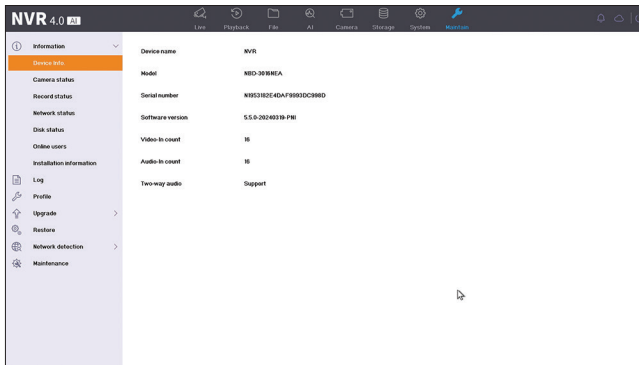 NVR 4.0 AI
Live Playback File AI Camera Storage System Maintain
Information
Device Info.
Camera status
Record status
Network status
Disk status
Online users
Installation information
Log
Profile
Upgrade
Restore
Network detection
Maintenance
Device name NVR
Model NBD-3016NEA
Serial number N1953182E4DAF9993DC998D
Software version 5.5.0-20240319-PNI
Video-In count 16
Audio-In count 16
Two-way audio Support